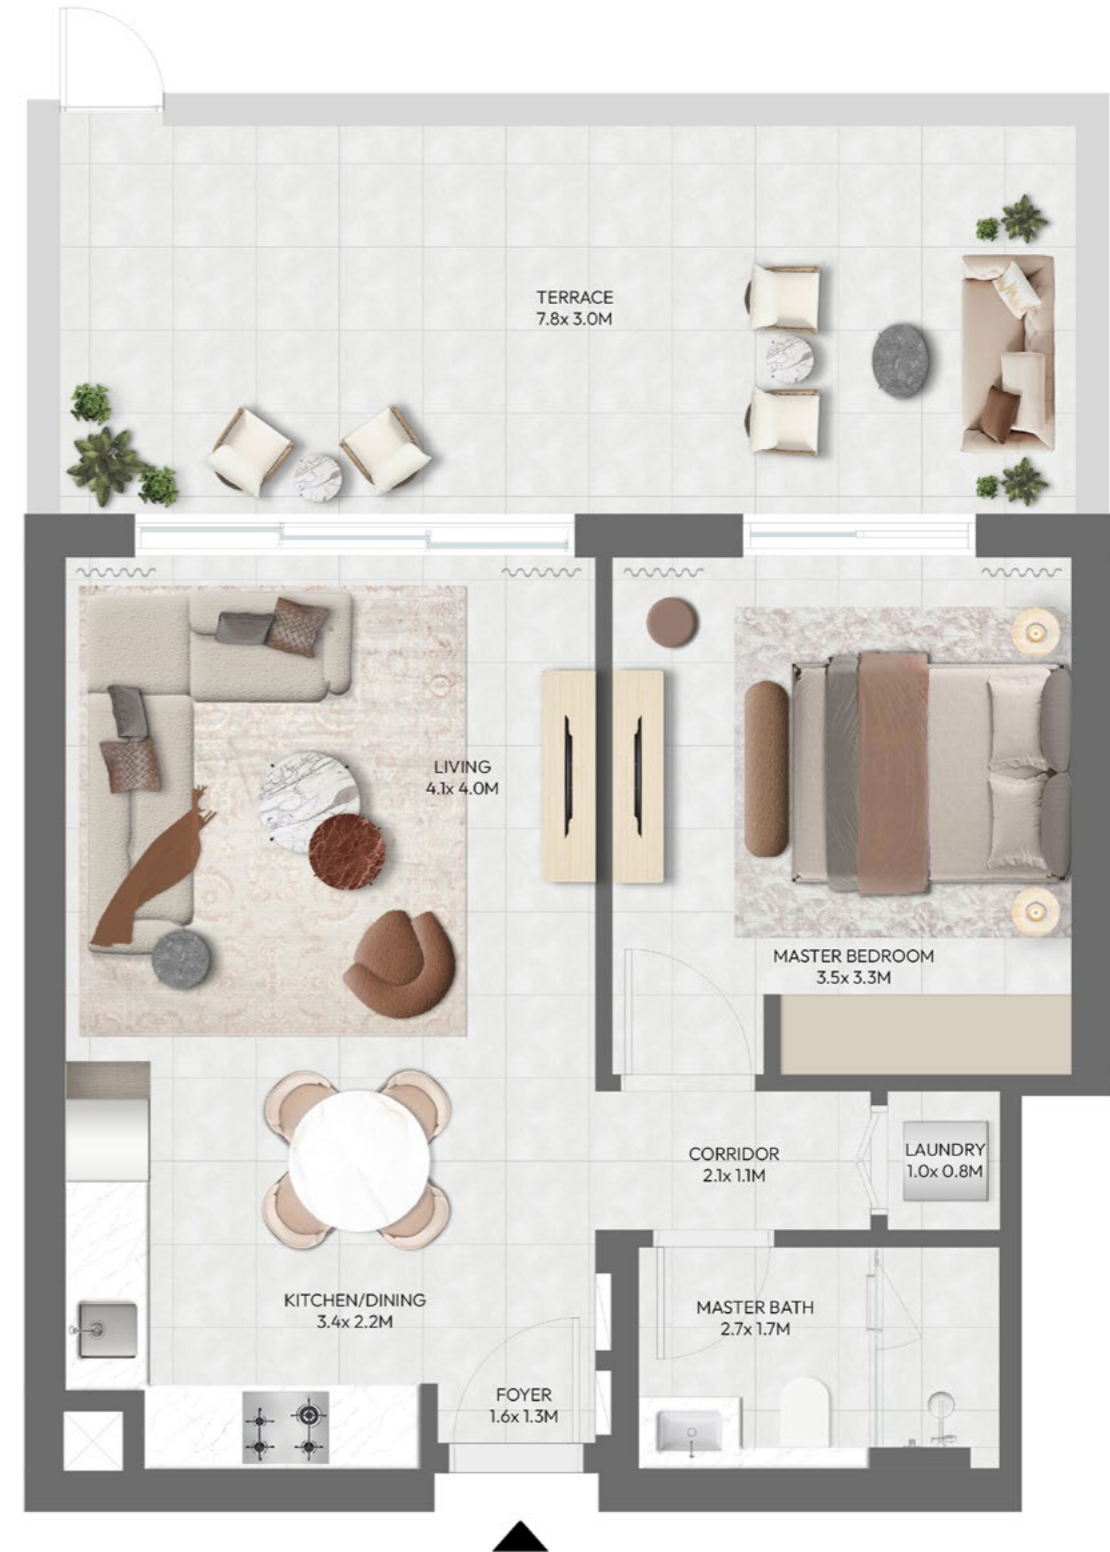 TERRACE
7.8x 3.0M
LIVING
4.1x 4.0M
MASTER BEDROOM
3.5x 3.3M
CORRIDOR
2.1x 1.1M
LAUNDRY
1.0x 0.8M
KITCHEN/DINING
3.4x 2.2M
MASTER BATH
2.7x 1.7M
FOYER
1.6x 1.3M